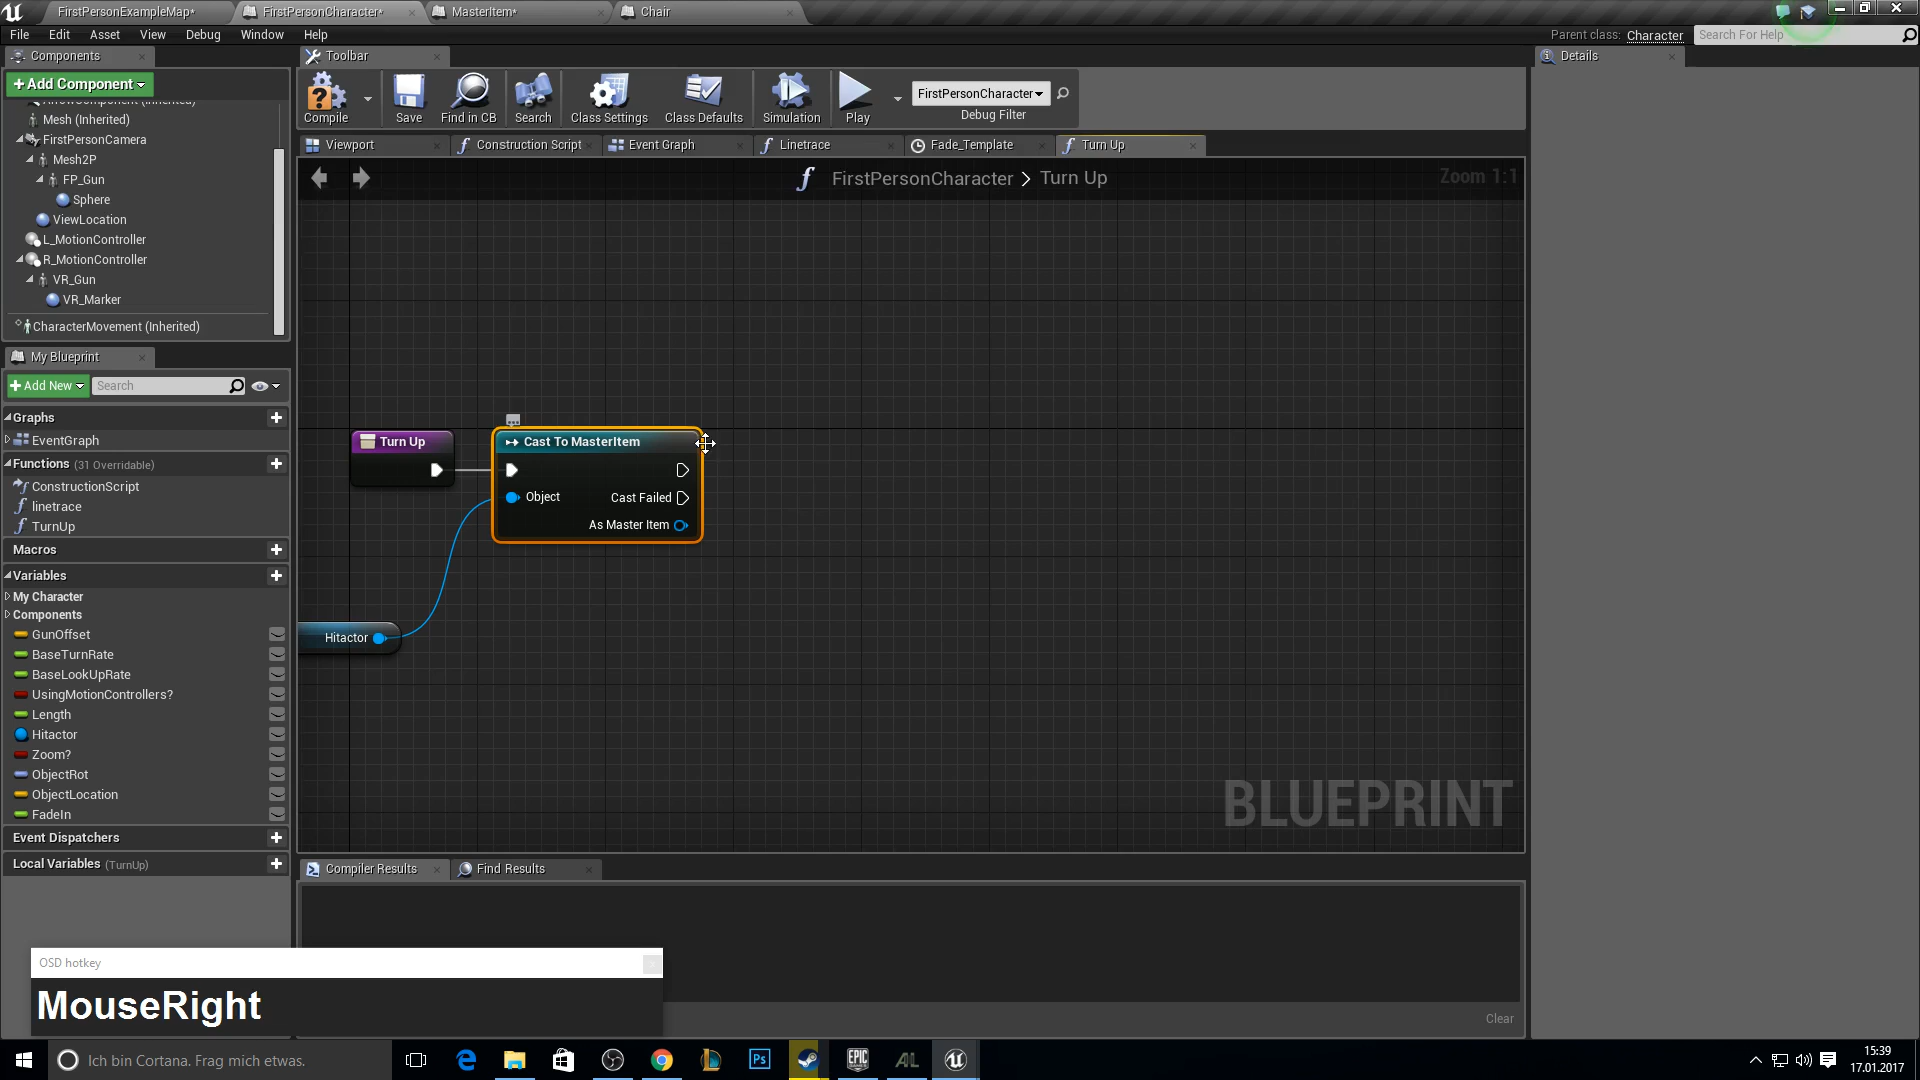 FirstPersonExampleMap*
FirstPersonCharacter*
MasterItem*
Chair
File Edit Asset View Debug Window Help
Parent class: Character
Search For Help
Components
Toolbar
Details
+Add Component
Mesh (Inherited)
FirstPersonCamera
Mesh2P
FP_Gun
Sphere
ViewLocation
L_MotionController
R_MotionController
VR_Gun
VR_Marker
CharacterMovement (Inherited)
Compile
Save
Find in CB
Search
Class Settings
Class Defaults
Simulation
Play
FirstPersonCharacter
Debug Filter
Viewport
Construction Script
Event Graph
Linetrace
Fade_Template
Turn Up
FirstPersonCharacter > Turn Up
Zoom 1:1
My Blueprint
+Add New
Search
Graphs
EventGraph
Functions (31 Overridable)
ConstructionScript
linetrace
TurnUp
Macros
Variables
My Character
Components
GunOffset
BaseTurnRate
BaseLookUpRate
UsingMotionControllers?
Length
Hitactor
Zoom?
ObjectRot
ObjectLocation
FadeIn
Event Dispatchers
Local Variables (TurnUp)
Turn Up
Cast To MasterItem
Object
Cast Failed
As Master Item
Hitactor
BLUEPRINT
Compiler Results
Find Results
Clear
OSD hotkey
MouseRight
Ich bin Cortana. Frag mich etwas.
Ps
EPIC
GAMES
AL
15:39
17.01.2017